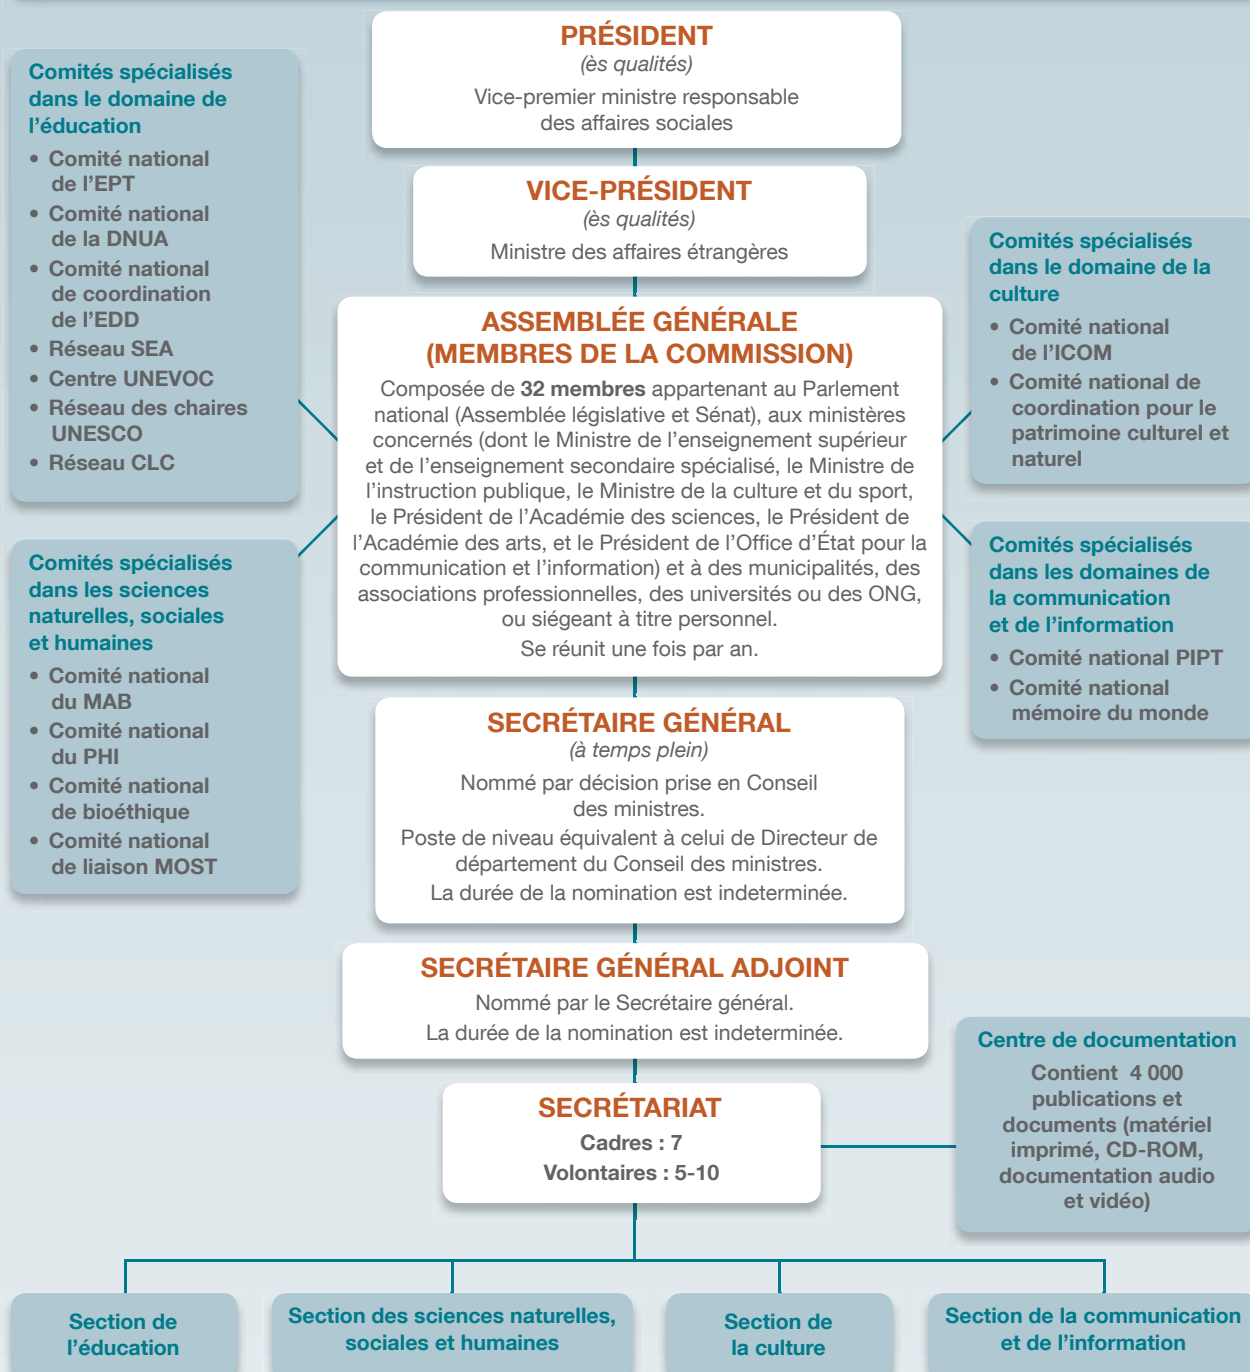 PRÉSIDENT
(ès qualités)
Vice-premier ministre responsable
des affaires sociales
VICE-PRÉSIDENT
(ès qualités)
Ministre des affaires étrangères
ASSEMBLÉE GÉNÉRALE
(MEMBRES DE LA COMMISSION)
Composée de 32 membres appartenant au Parlement
national (Assemblée législative et Sénat), aux ministères
concernés (dont le Ministre de l’enseignement supérieur
et de l’enseignement secondaire spécialisé, le Ministre de
l’instruction publique, le Ministre de la culture et du sport,
le Président de l’Académie des sciences, le Président de
l’Académie des arts, et le Président de l’Office d’État pour la
communication et l’information) et à des municipalités, des
associations professionnelles, des universités ou des ONG,
ou siégeant à titre personnel.
Se réunit une fois par an.
Comités spécialisés
dans le domaine de
l’éducation
• Comité national
de l’EPT
• Comité national
de la DNUA
• Comité national
de coordination
de l’EDD
• Réseau SEA
• Centre UNEVOC
• Réseau des chaires
UNESCO
• Réseau CLC
Comités spécialisés
dans les sciences
naturelles, sociales
et humaines
• Comité national
du MAB
• Comité national
du PHI
• Comité national
de bioéthique
• Comité national
de liaison MOST
Comités spécialisés
dans le domaine de la
culture
• Comité national
de l’ICOM
• Comité national de
coordination pour le
patrimoine culturel et
naturel
Comités spécialisés
dans les domaines de
la communication
et de l’information
• Comité national PIPT
• Comité national
mémoire du monde
SECRÉTAIRE GÉNÉRAL
(à temps plein)
Nommé par décision prise en Conseil
des ministres.
Poste de niveau équivalent à celui de Directeur de
département du Conseil des ministres.
La durée de la nomination est indeterminée.
SECRÉTAIRE GÉNÉRAL ADJOINT
Nommé par le Secrétaire général.
La durée de la nomination est indeterminée.
SECRÉTARIAT
Cadres : 7
Volontaires : 5-10
Centre de documentation
Contient 4 000
publications et
documents (matériel
imprimé, CD-ROM,
documentation audio
et vidéo)
Section de
l’éducation
Section des sciences naturelles,
sociales et humaines
Section de
la culture
Section de la communication
et de l’information